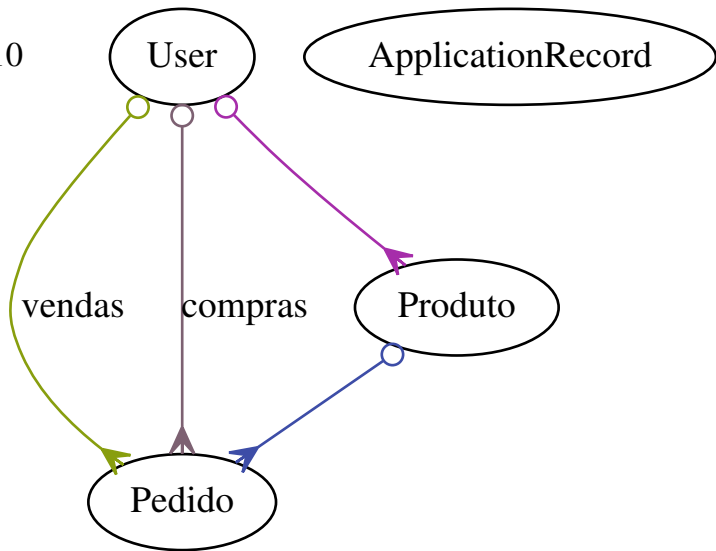 User
ApplicationRecord
vendas
compras
Produto
Pedido